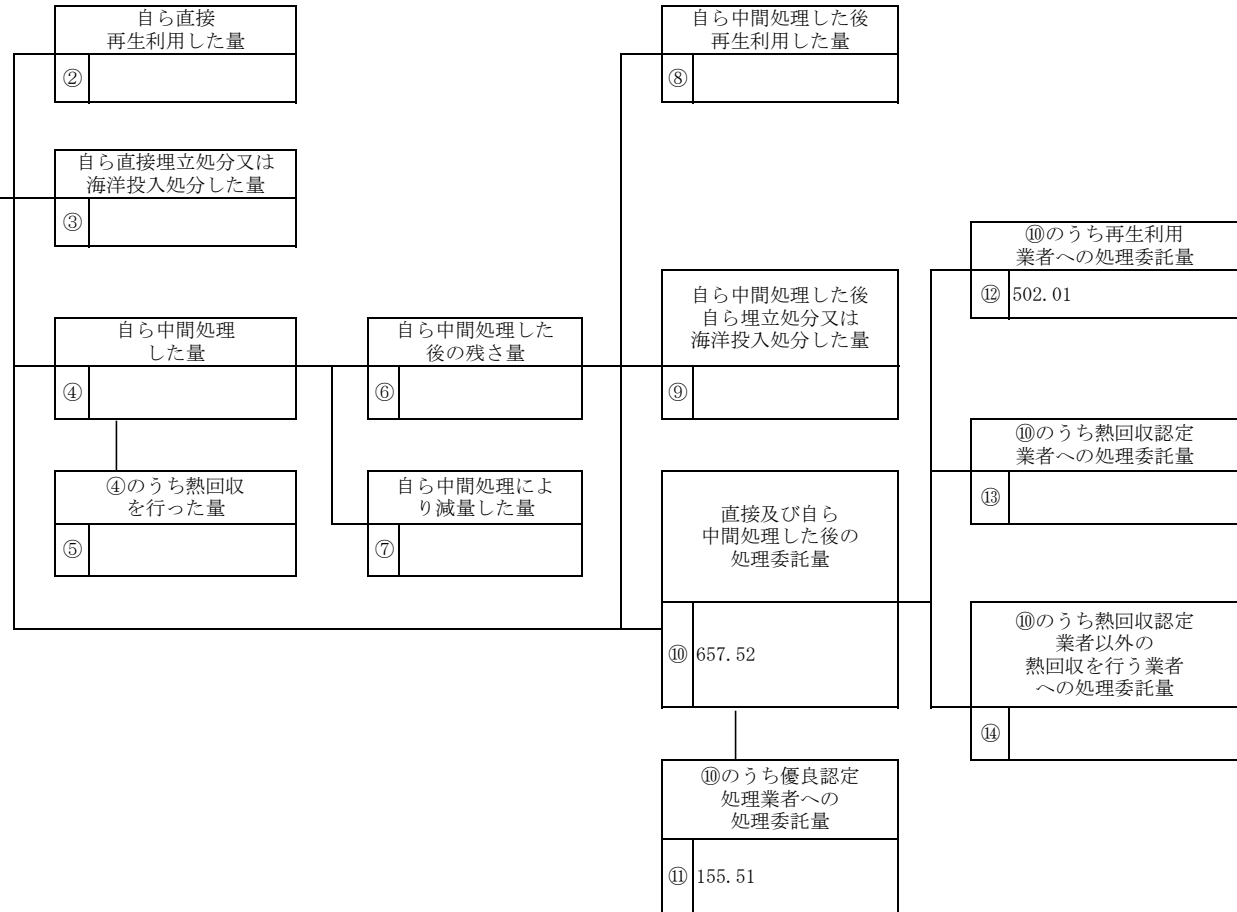 自ら直接
再生利用した量
②
自ら中間処理した後
再生利用した量
⑧
自ら直接埋立処分又は
海洋投入処分した量
③
⑩のうち再生利用
業者への処理委託量
⑫ 502.01
自ら中間処理
した量
④
自ら中間処理した
後の残さ量
⑥
自ら中間処理した後
自ら埋立処分又は
海洋投入処分した量
⑨
⑩のうち熱回収認定
業者への処理委託量
⑬
④のうち熱回収
を行った量
⑤
自ら中間処理によ
り減量した量
⑦
直接及び自ら
中間処理した後の
処理委託量
⑩ 657.52
⑩のうち熱回収認定
業者以外の
熱回収を行う業者
への処理委託量
⑭
⑩のうち優良認定
処理業者への
処理委託量
⑪ 155.51